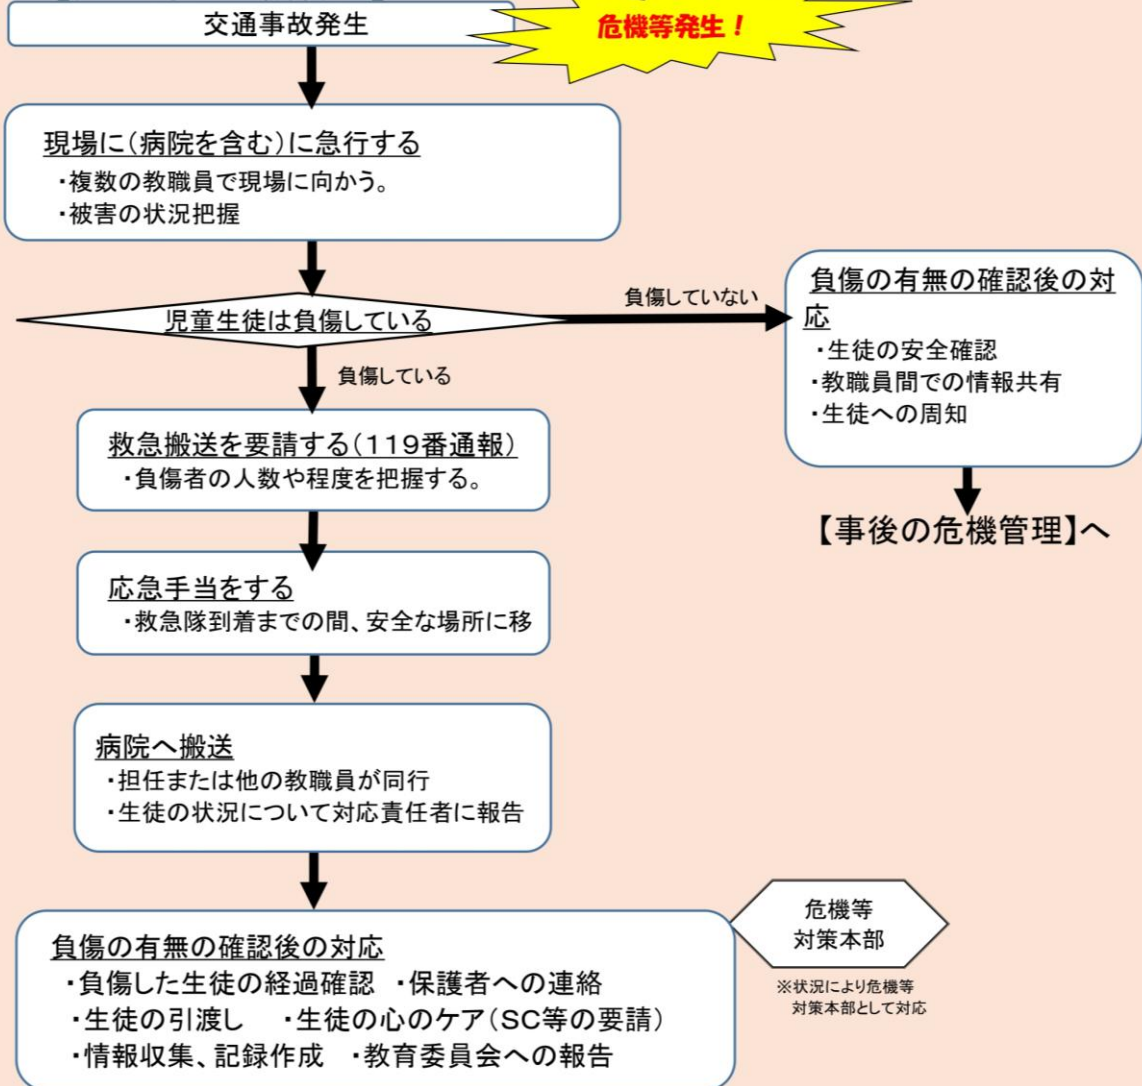 交通事故発生
危機等発生！
現場に(病院を含む)に急行する
・複数の教職員で現場に向かう。
・被害の状況把握
児童生徒は負傷している
負傷していない
負傷の有無の確認後の対
応
・生徒の安全確認
・教職員間での情報共有
・生徒への周知
【事後の危機管理】へ
負傷している
救急搬送を要請する(119番通報)
・負傷者の人数や程度を把握する。
応急手当をする
・救急隊到着までの間、安全な場所に移
病院へ搬送
・担任または他の教職員が同行
・生徒の状況について対応責任者に報告
負傷の有無の確認後の対応
・負傷した生徒の経過確認　・保護者への連絡
・生徒の引渡し　・生徒の心のケア(SC等の要請)
・情報収集、記録作成　・教育委員会への報告
危機等
対策本部
※状況により危機等
対策本部として対応